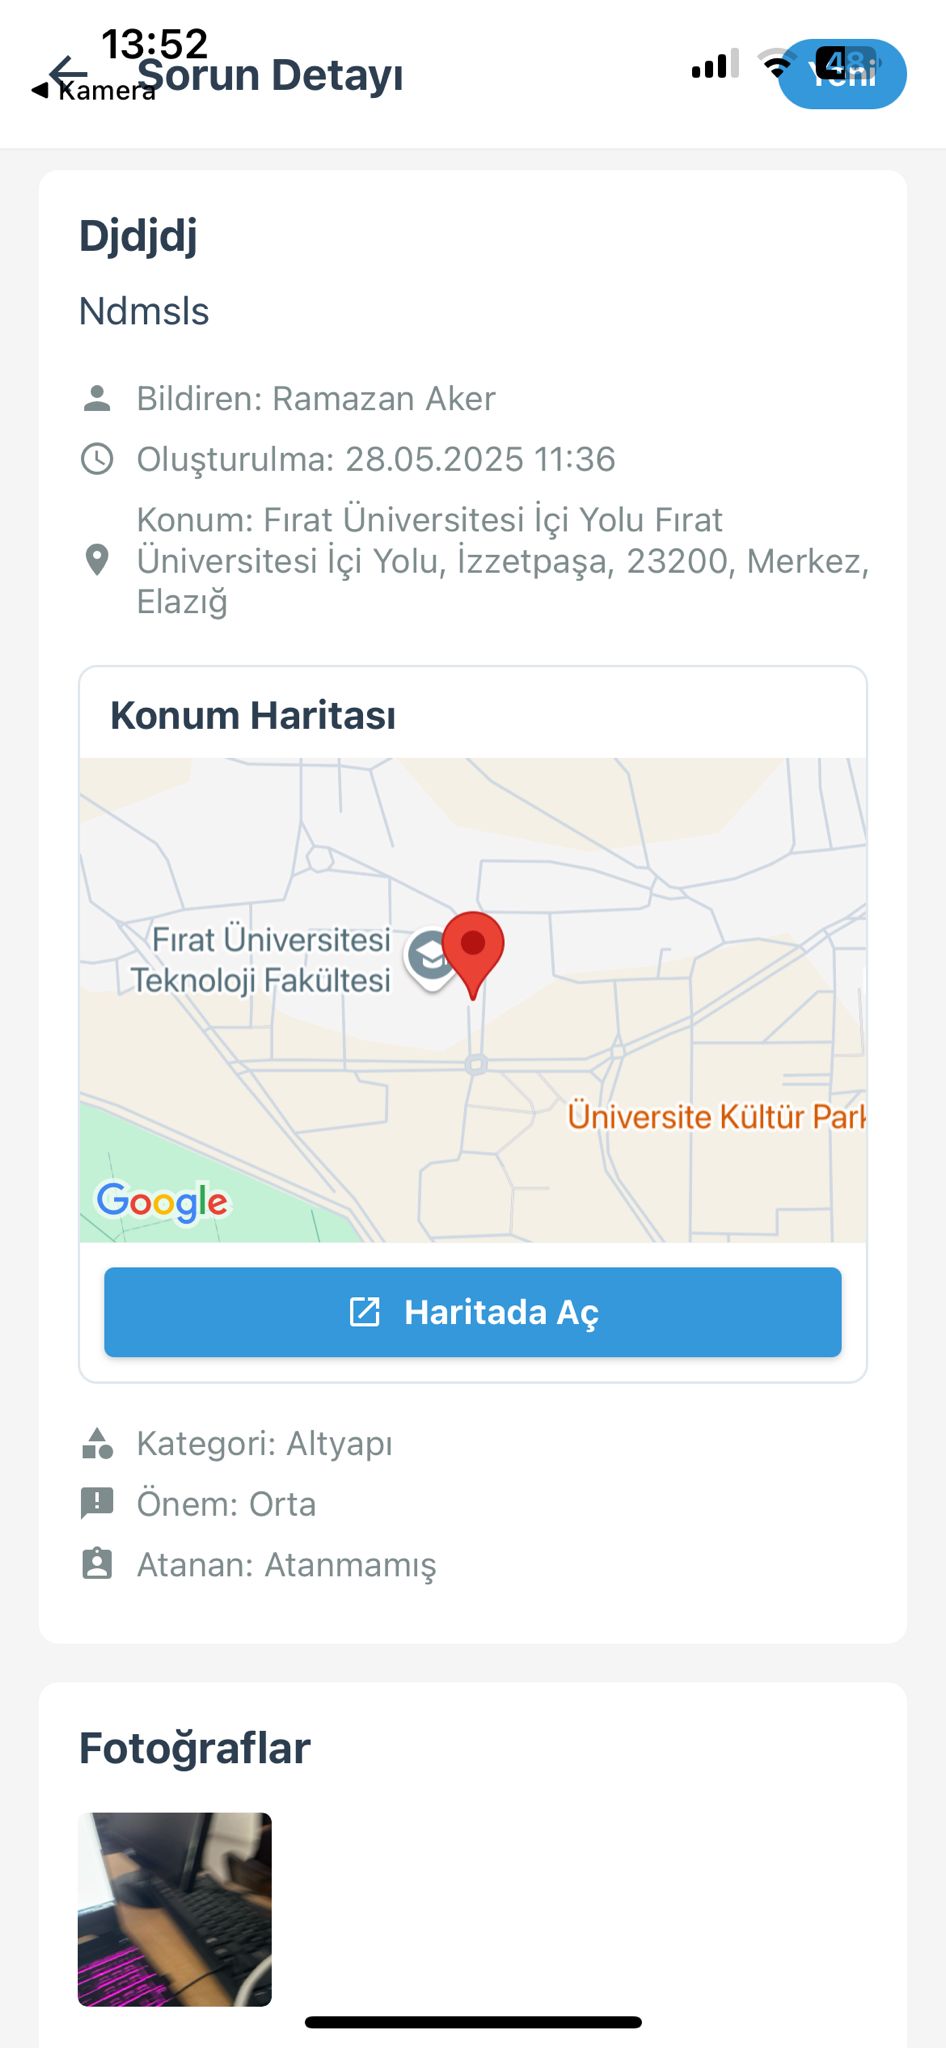 13:52
48
Kamera
Sorun Detayı
Yeni
Djdjdj
Ndmsls
Bildiren: Ramazan Aker
Oluşturulma: 28.05.2025 11:36
Konum: Fırat Üniversitesi İçi Yolu Fırat
Üniversitesi İçi Yolu, İzzetpaşa, 23200, Merkez,
Elazığ
Konum Haritası
Fırat Üniversitesi
Teknoloji Fakültesi
Üniversite Kültür Park
Google
Haritada Aç
Kategori: Altyapı
Önem: Orta
Atanan: Atanmamış
Fotoğraflar